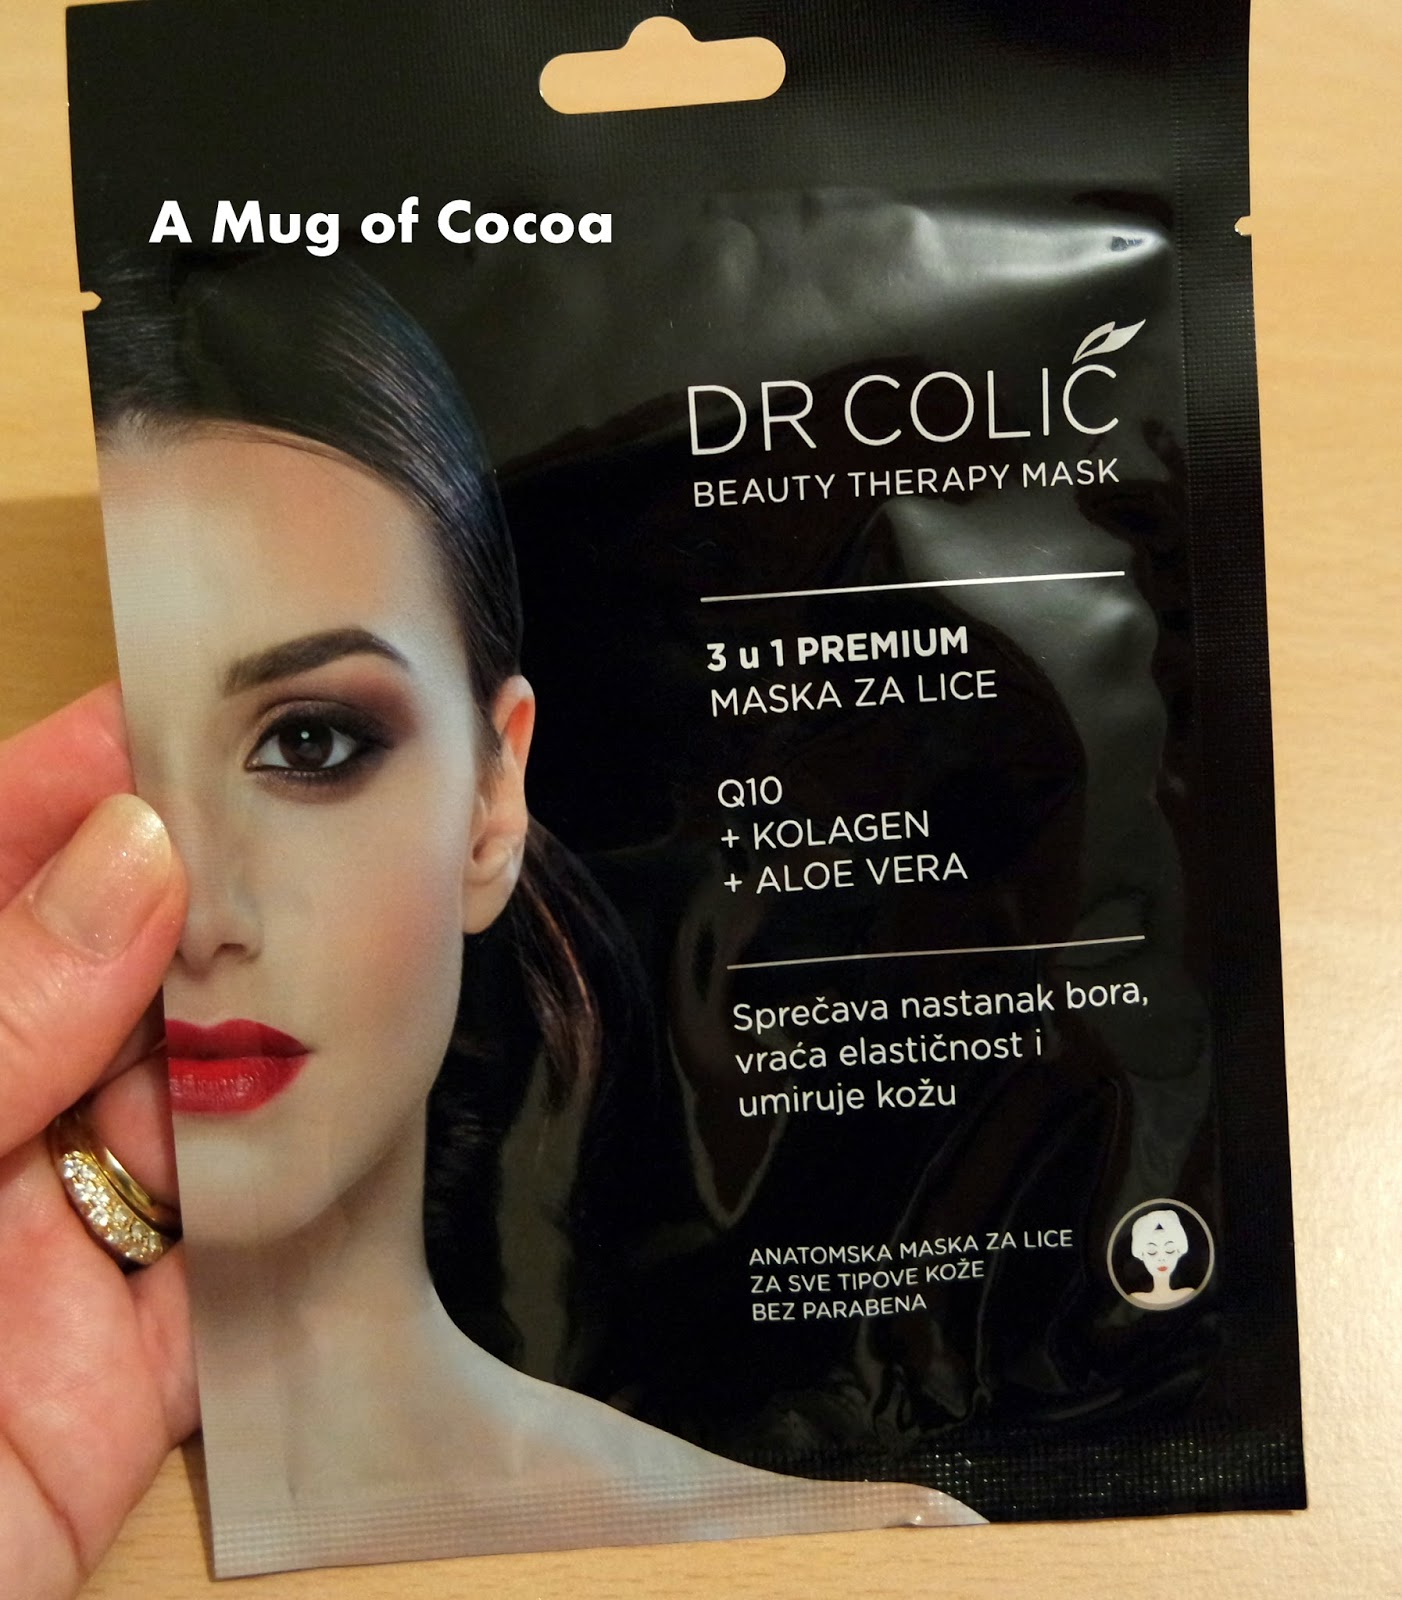 A Mug of Cocoa
DR COLIĆ
BEAUTY THERAPY MASK
3 u 1 PREMIUM
MASKA ZA LICE
Q10
+ KOLAGEN
+ ALOE VERA
Sprečava nastanak bora,
vraća elastičnost i
umiruje kožu
ANATOMSKA MASKA ZA LICE
ZA SVE TIPOVE KOŽE
BEZ PARABENA